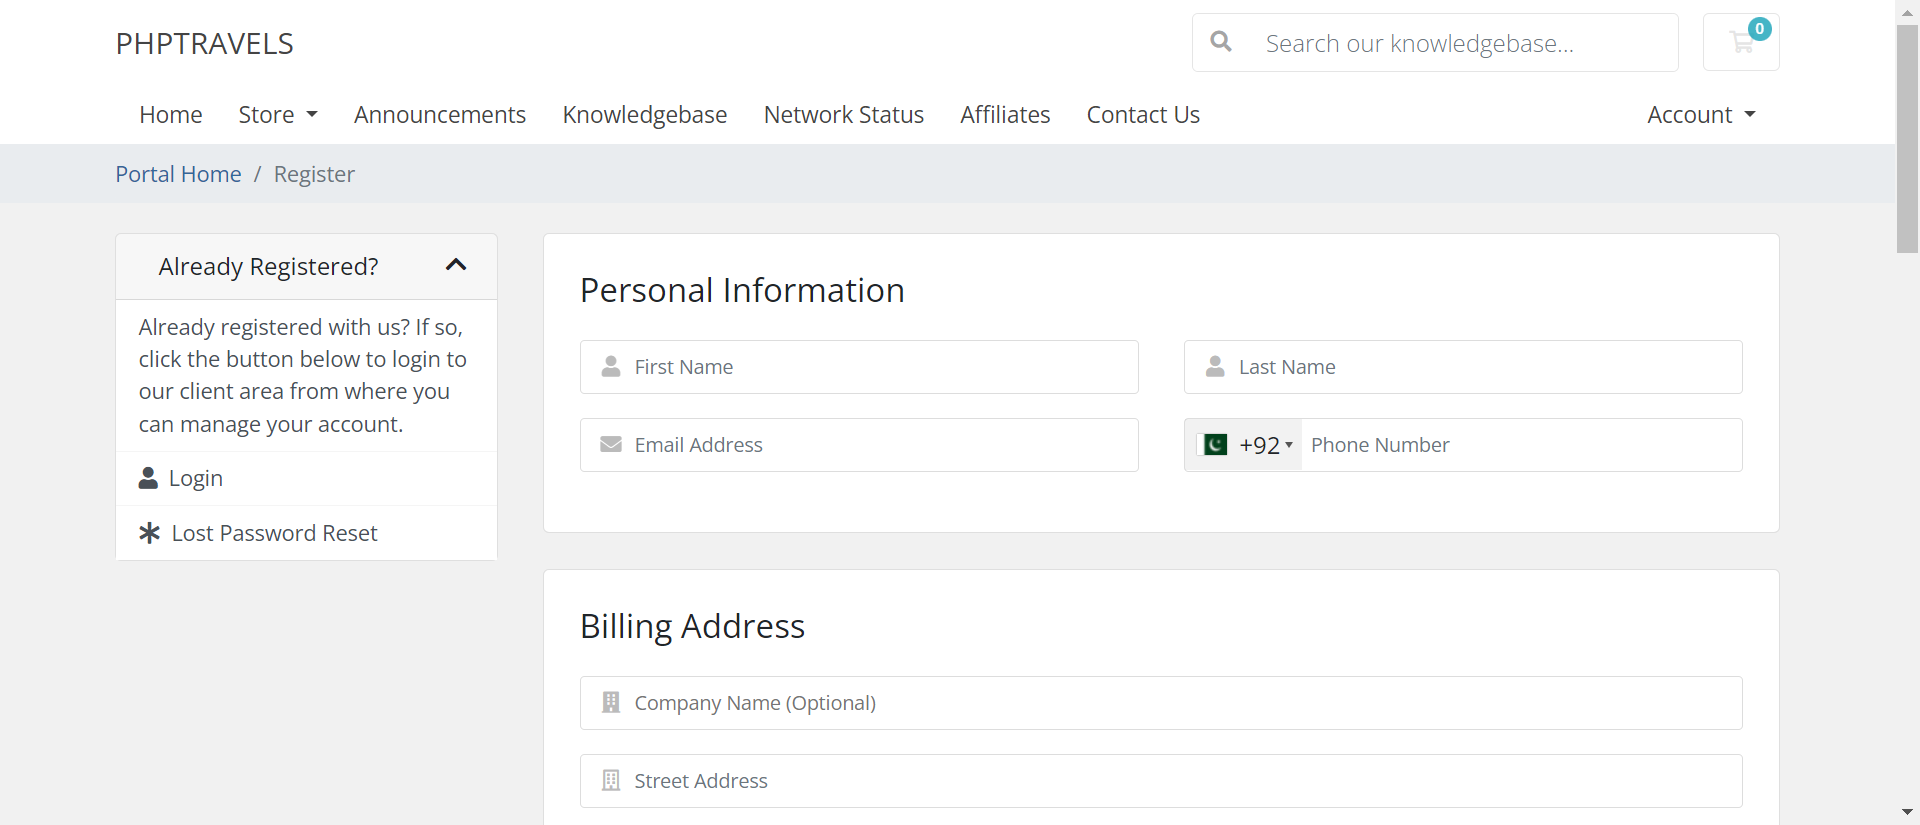 PHPTRAVELS
Search our knowledgebase...
0
Home
Store
Announcements
Knowledgebase
Network Status
Affiliates
Contact Us
Account
Portal Home / Register
Already Registered?
Already registered with us? If so,
click the button below to login to
our client area from where you
can manage your account.
Login
Lost Password Reset
Personal Information
First Name
Last Name
Email Address
+92
Phone Number
Billing Address
Company Name (Optional)
Street Address